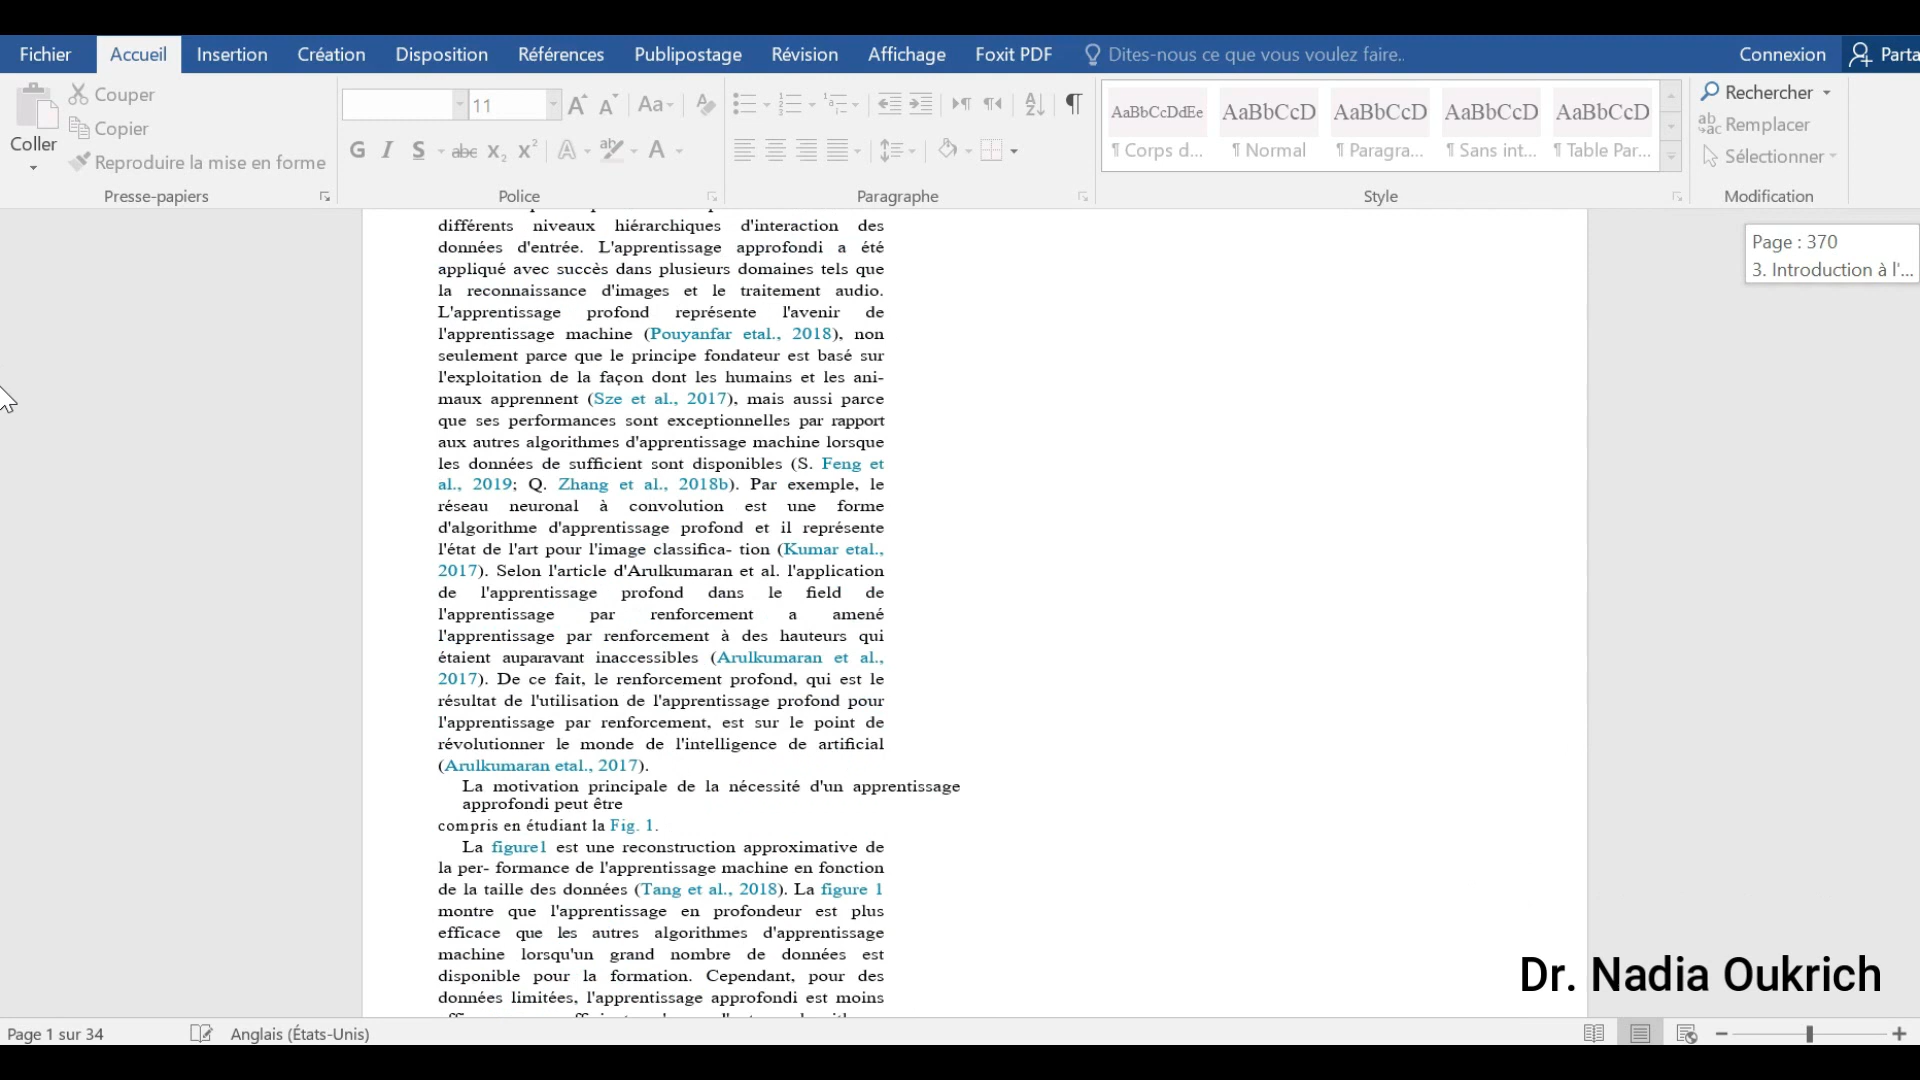 Fichier Accueil Insertion Création Disposition Références Publipostage Révision Affichage Foxit PDF Dites-nous ce que vous voulez faire.. Connexion Parta
Coller
Couper
Copier
Reproduire la mise en forme
Presse-papiers
11
Aa
G I S abc X₂ X² A ab A
Police
Paragraphe
AaBbCcDdEe AaBbCcD AaBbCcD AaBbCcD AaBbCcD
¶ Corps d... ¶ Normal ¶ Paragra... ¶ Sans int... ¶ Table Par...
Style
Rechercher
Remplacer
Sélectionner
Modification
Page : 370
3. Introduction à l'...
différents niveaux hiérarchiques d'interaction des
données d'entrée. L'apprentissage approfondi a été
appliqué avec succès dans plusieurs domaines tels que
la reconnaissance d'images et le traitement audio.
L'apprentissage profond représente l'avenir de
l'apprentissage machine (Pouyanfar etal., 2018), non
seulement parce que le principe fondateur est basé sur
l'exploitation de la façon dont les humains et les ani-
maux apprennent (Sze et al., 2017), mais aussi parce
que ses performances sont exceptionnelles par rapport
aux autres algorithmes d'apprentissage machine lorsque
les données de sufficient sont disponibles (S. Feng et
al., 2019; Q. Zhang et al., 2018b). Par exemple, le
réseau neuronal à convolution est une forme
d'algorithme d'apprentissage profond et il représente
l'état de l'art pour l'image classifica- tion (Kumar etal.,
2017). Selon l'article d'Arulkumaran et al. l'application
de l'apprentissage profond dans le field de
l'apprentissage par renforcement a amené
l'apprentissage par renforcement à des hauteurs qui
étaient auparavant inaccessibles (Arulkumaran et al.,
2017). De ce fait, le renforcement profond, qui est le
résultat de l'utilisation de l'apprentissage profond pour
l'apprentissage par renforcement, est sur le point de
révolutionner le monde de l'intelligence de artificial
(Arulkumaran etal., 2017).
La motivation principale de la nécessité d'un apprentissage
approfondi peut être
compris en étudiant la Fig. 1.
La figure1 est une reconstruction approximative de
la per- formance de l'apprentissage machine en fonction
de la taille des données (Tang et al., 2018). La figure 1
montre que l'apprentissage en profondeur est plus
efficace que les autres algorithmes d'apprentissage
machine lorsqu'un grand nombre de données est
disponible pour la formation. Cependant, pour des
données limitées, l'apprentissage approfondi est moins
Dr. Nadia Oukrich
Page 1 sur 34 Anglais (États-Unis)